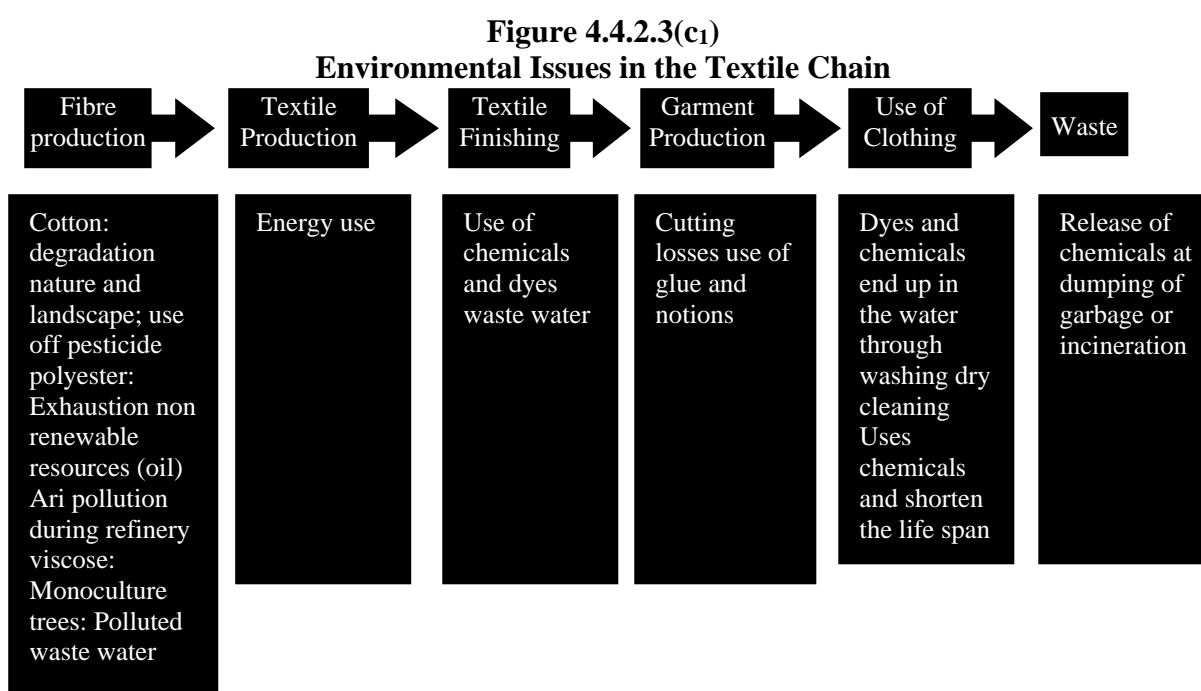 Figure 4.4.2.3(c₁)
Environmental Issues in the Textile Chain
Fibre
production
Textile
Production
Textile
Finishing
Garment
Production
Use of
Clothing
Waste
Cotton:
degradation
nature and
landscape; use
off pesticide
polyester:
Exhaustion non
renewable
resources (oil)
Ari pollution
during refinery
viscose:
Monoculture
trees: Polluted
waste water
Energy use
Use of
chemicals
and dyes
waste water
Cutting
losses use of
glue and
notions
Dyes and
chemicals
end up in
the water
through
washing dry
cleaning
Uses
chemicals
and shorten
the life span
Release of
chemicals at
dumping of
garbage or
incineration